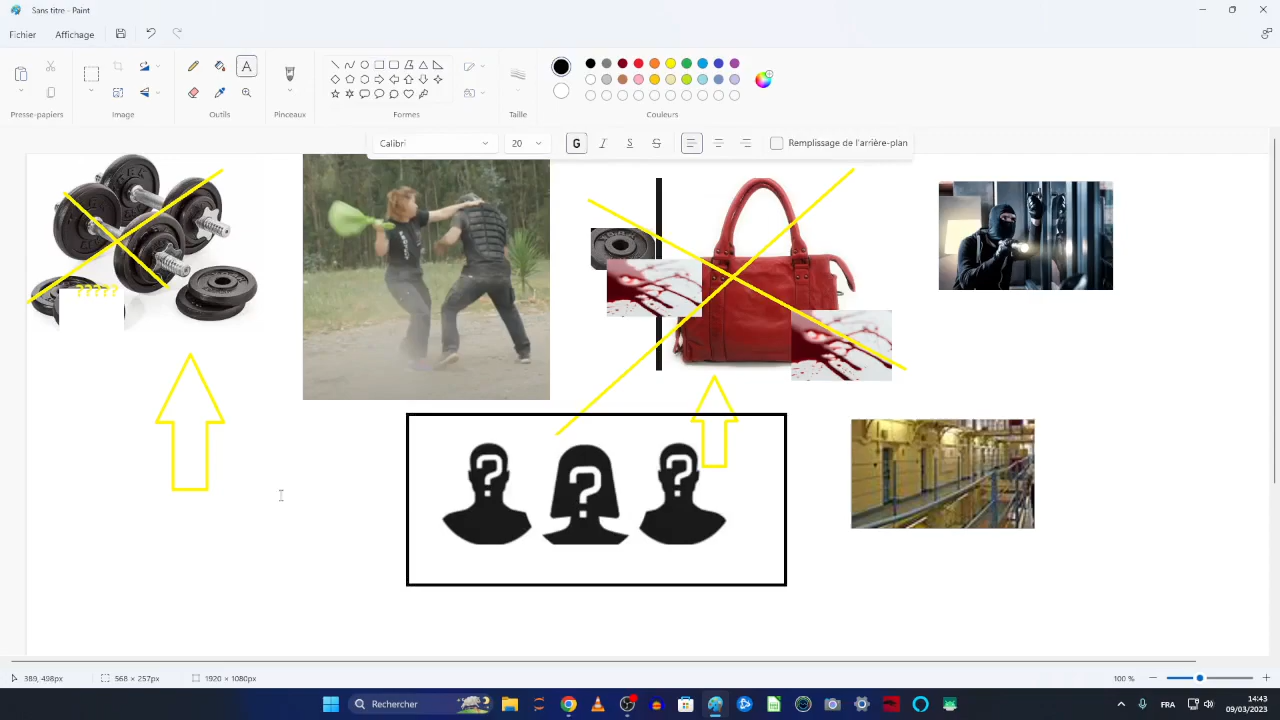 Sans titre - Paint
Fichier
Affichage
A
Presse-papiers
Image
Outils
Pinceaux
Formes
Taille
Couleurs
Calibri
20
G
I
S
S
Remplissage de l'arrière-plan
?????
?
?
?
389, 498px
568 × 257px
1920 × 1080px
100 %
Rechercher
FRA
14:43
09/03/2023